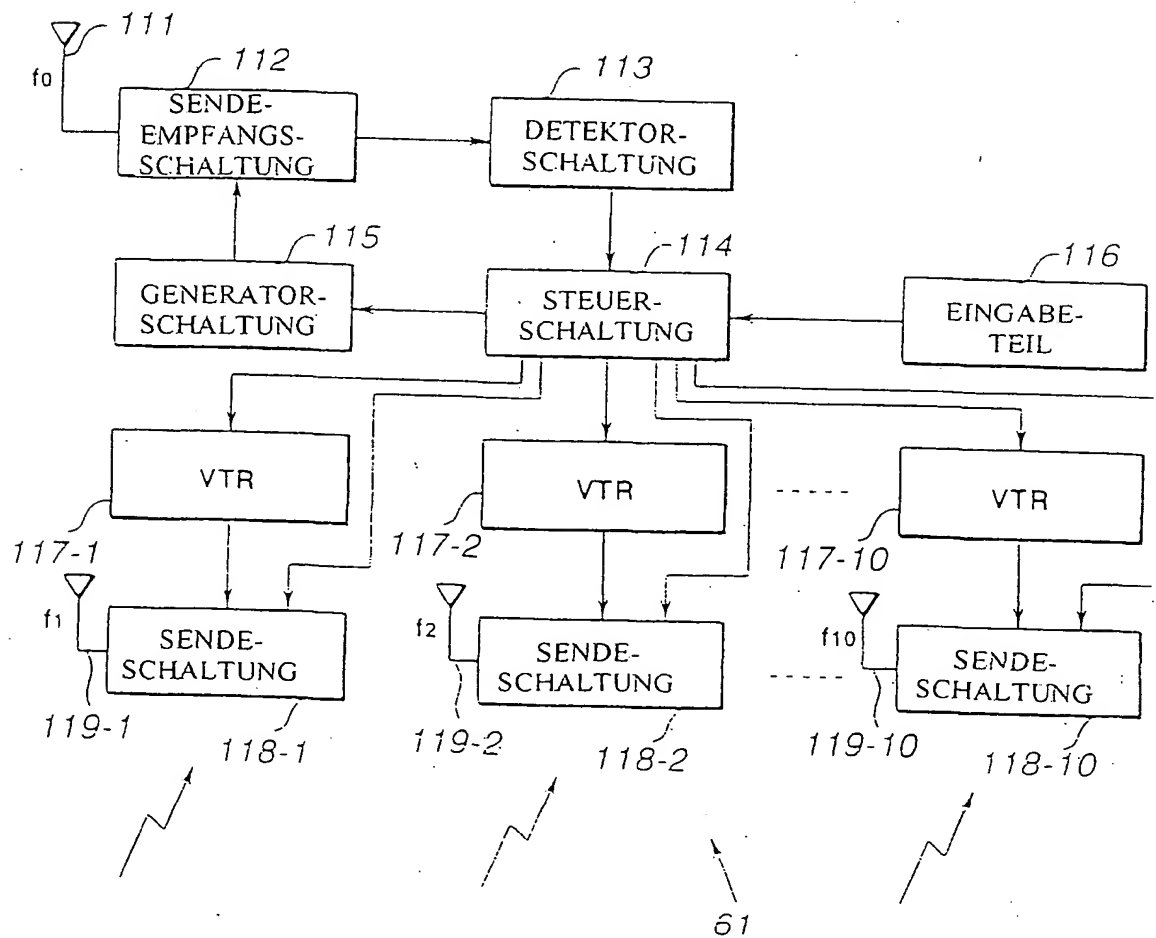 111
f0
112
SENDE-
EMPFANGS-
SCHALTUNG
113
DETEKTOR-
SCHALTUNG
115
GENERATOR-
SCHALTUNG
114
STEUER-
SCHALTUNG
116
EINGABE-
TEIL
VTR
117-1
VTR
117-2
VTR
117-10
f1
SENDE-
SCHALTUNG
119-1
118-1
f2
SENDE-
SCHALTUNG
119-2
118-2
f10
SENDE-
SCHALTUNG
119-10
118-10
61